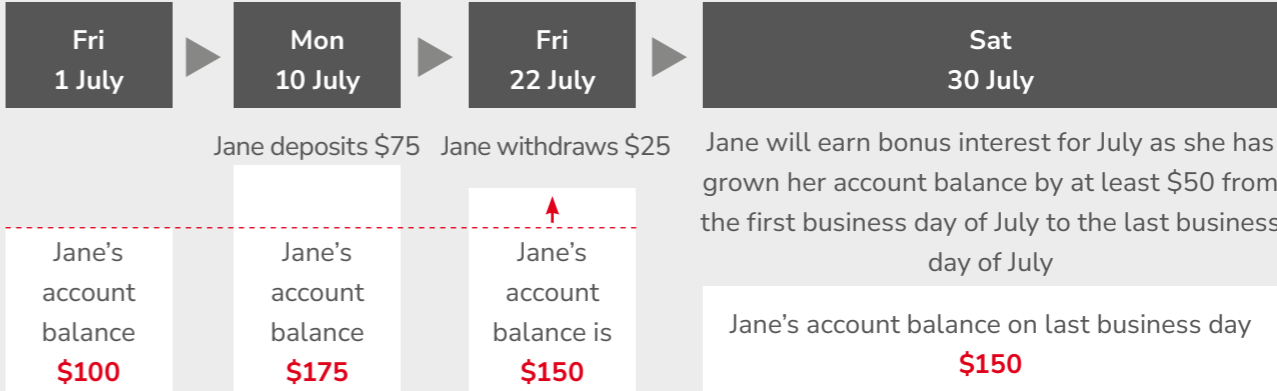 Fri
1 July
Mon
10 July
Fri
22 July
Sat
30 July
Jane deposits $75
Jane withdraws $25
Jane will earn bonus interest for July as she has
grown her account balance by at least $50 from
the first business day of July to the last business
day of July
Jane’s
account
balance
$100
Jane’s
account
balance
$175
Jane’s
account
balance is
$150
Jane’s account balance on last business day
$150